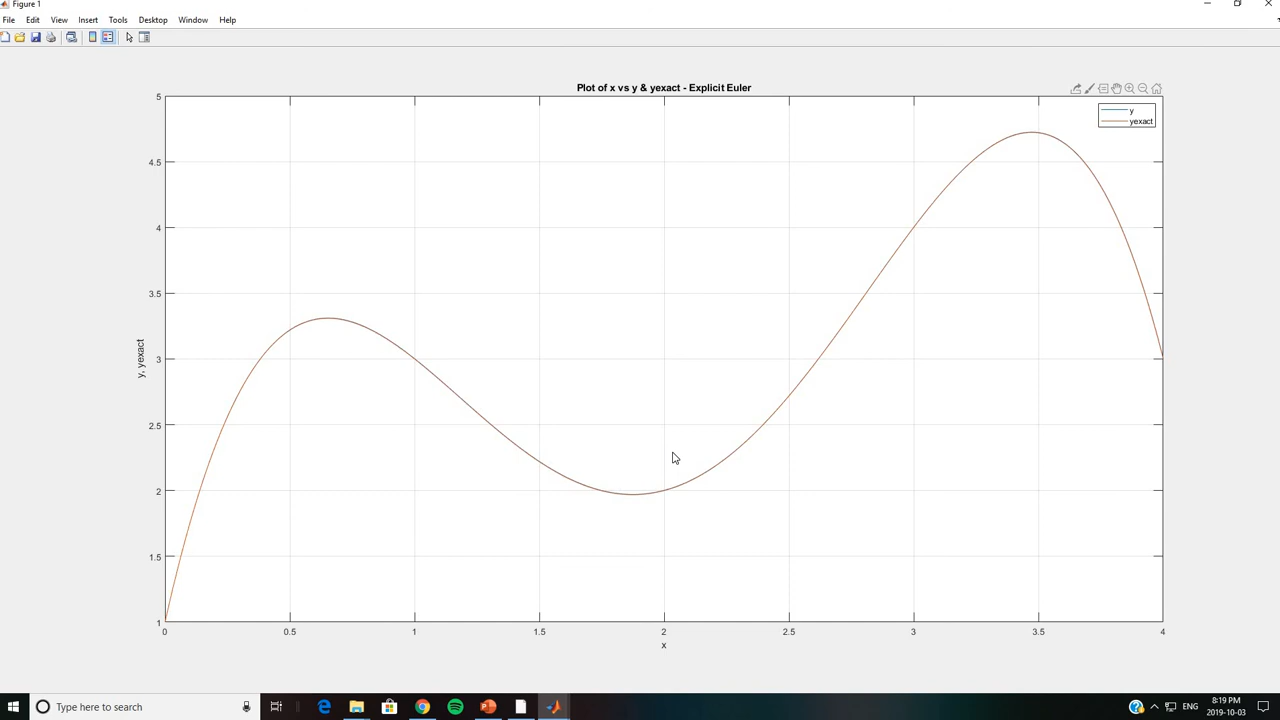 Figure 1
File Edit View Insert Tools Desktop Window Help
Plot of x vs y & yexact - Explicit Euler
y
yexact
5
4.5
4
3.5
3
2.5
2
1.5
1
y, yexact
0 0.5 1 1.5 2 2.5 3 3.5 4
x
Type here to search
ENG
8:19 PM
2019-10-03